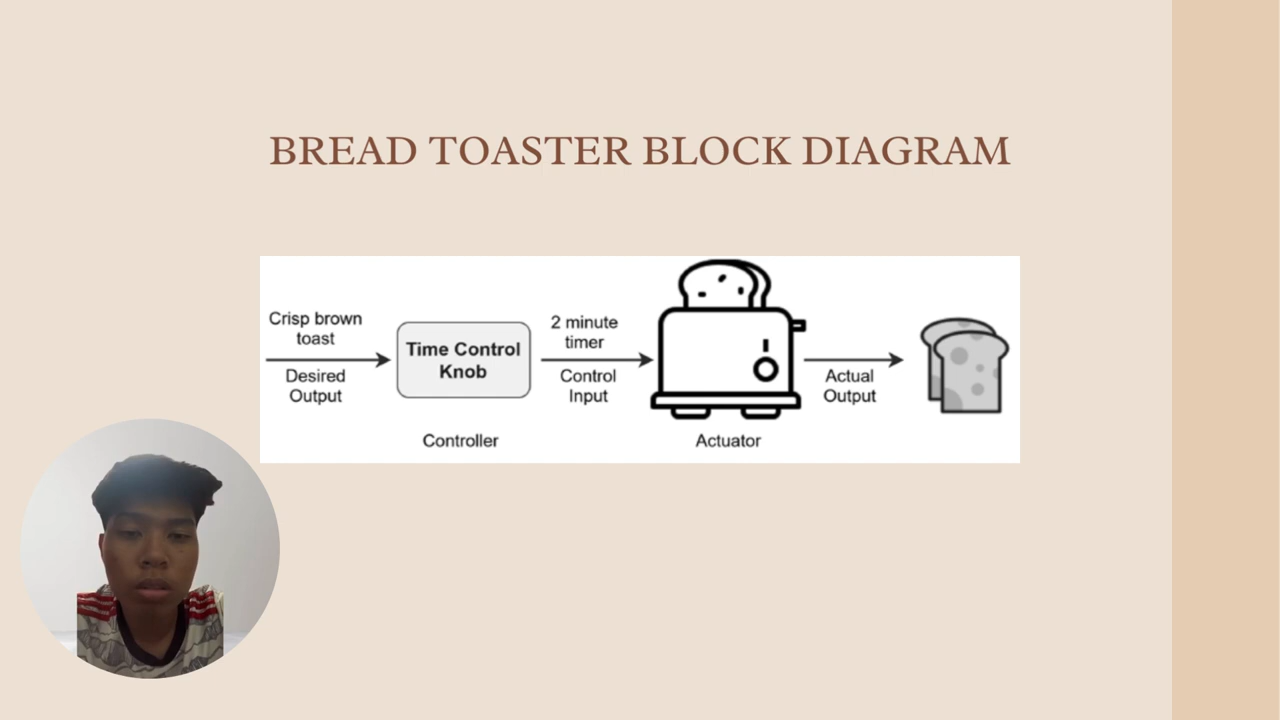 BREAD TOASTER BLOCK DIAGRAM
Crisp brown
toast
Desired
Output
Time Control
Knob
Controller
2 minute
timer
Control
Input
Actuator
Actual
Output